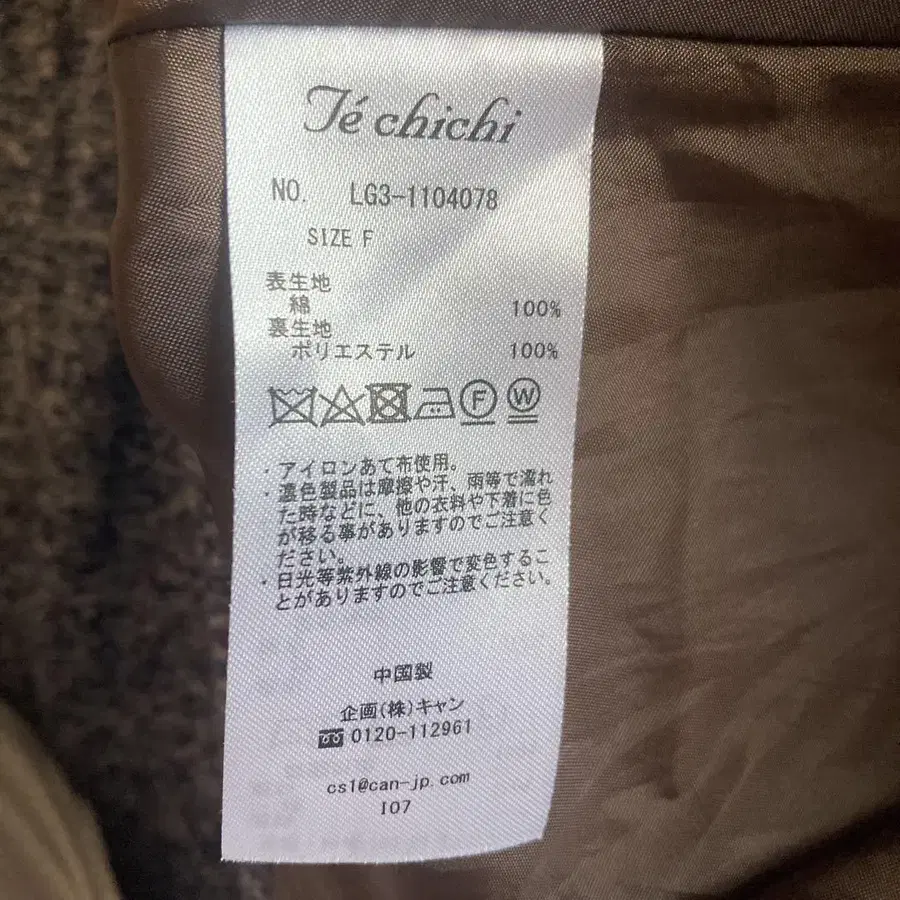 Té chichi
NO. LG3-1104078
SIZE F
表生地
綿 100%
裏生地
ポリエステル 100%
F W
・アイロンあて布使用。
・濃色製品は摩擦や汗、雨等で濡れ
た時などに、他の衣料や下着に色
が移る事がありますのでご注意く
ださい。
・日光等紫外線の影響で変色するこ
とがありますのでご注意ください。
中国製
企画(株)キャン
0120-112961
cs1@can-jp.com
I07